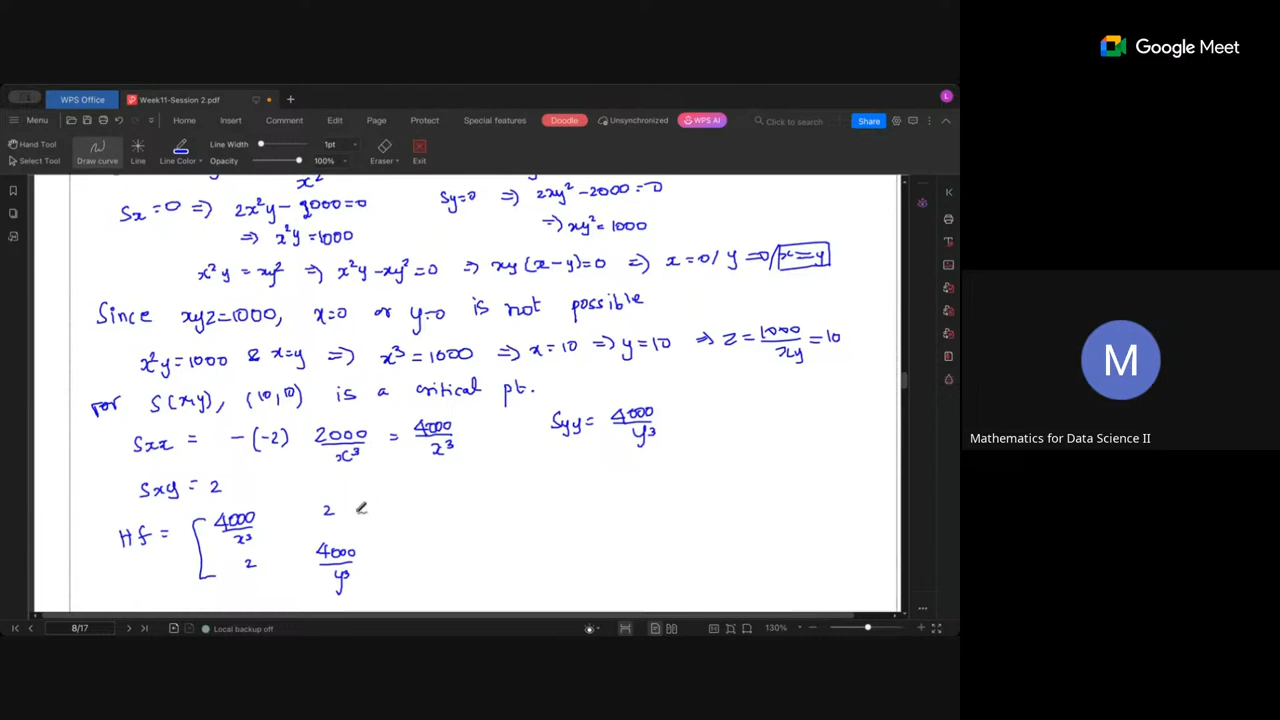 Google Meet
WPS Office
Week11-Session 2.pdf
Menu
Home
Insert
Comment
Edit
Page
Protect
Special features
Doodle
Unsynchronized
WPS AI
Search tools
Share
Hand Tool
Select Tool
Draw curve
Line
Line Color
Line Width
1pt
Opacity
100%
Eraser
Exit
x²
Sx=0 => 2x²y - 2000=0
Sy=0 => 2xy² - 2000 = 0
=> x²y = 1000
=> xy² = 1000
x²y = xy² => x²y - xy² = 0 => xy(x-y)=0 => x=0/ y=0/ x=y
Since xyz=1000, x=0 or y=0 is not possible
x²y=1000 & x=y => x³ = 1000 => x=10 => y=10 => z= 1000/xy = 10
For S(x,y), (10,10) is a critical pt.
Sxx = -(-2) 2000/x³ = 4000/x³
Syy = 4000/y³
Sxy = 2
Hf = [ 4000/x³ 2
2 4000/y³
Mathematics for Data Science II
M
L
8/17
Local backup off
130%